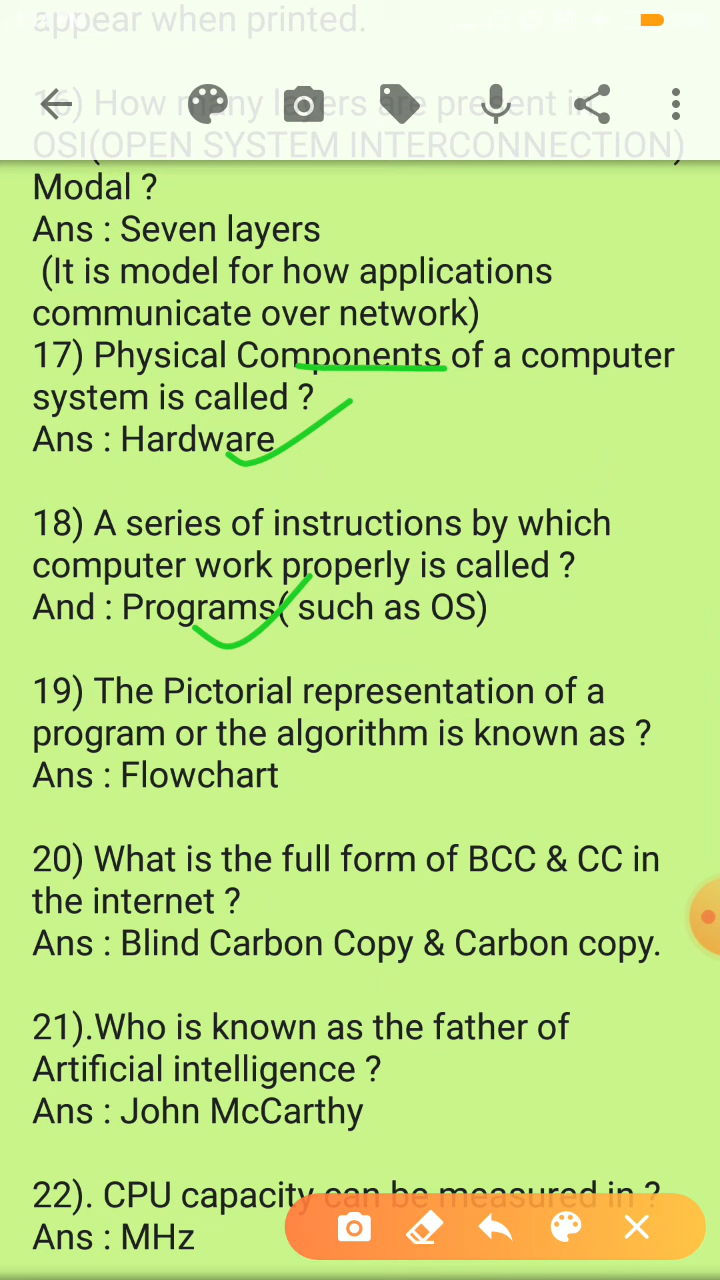 appear when printed.
16) How many layers are present in
OSI(OPEN SYSTEM INTERCONNECTION)
Modal ?
Ans : Seven layers
(It is model for how applications
communicate over network)
17) Physical Components of a computer
system is called ?
Ans : Hardware
18) A series of instructions by which
computer work properly is called ?
And : Programs( such as OS)
19) The Pictorial representation of a
program or the algorithm is known as ?
Ans : Flowchart
20) What is the full form of BCC & CC in
the internet ?
Ans : Blind Carbon Copy & Carbon copy.
21).Who is known as the father of
Artificial intelligence ?
Ans : John McCarthy
22). CPU capacity can be measured in ?
Ans : MHz